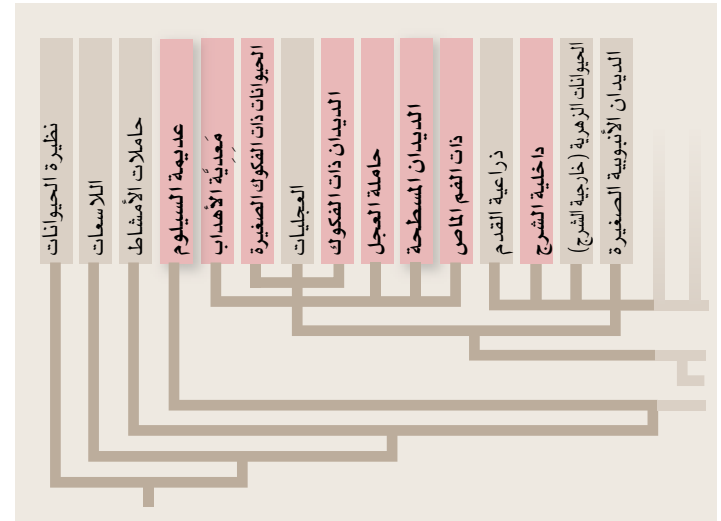 نظيرة الحيوانات
اللاسعات
حاملات الأمشاط
عديمة السيلوم
مَعِديَّة الأهداب
الحيوانات ذات الفكوك الصغيرة
العجليات
الديدان ذات الفكوك
حاملة العجل
الديدان المسطحة
ذات الفم الماص
ذراعية القدم
داخلية الشرج
الحيوانات الزهرية (خارجية الشرج)
الديدان الأنبوبية الصغيرة